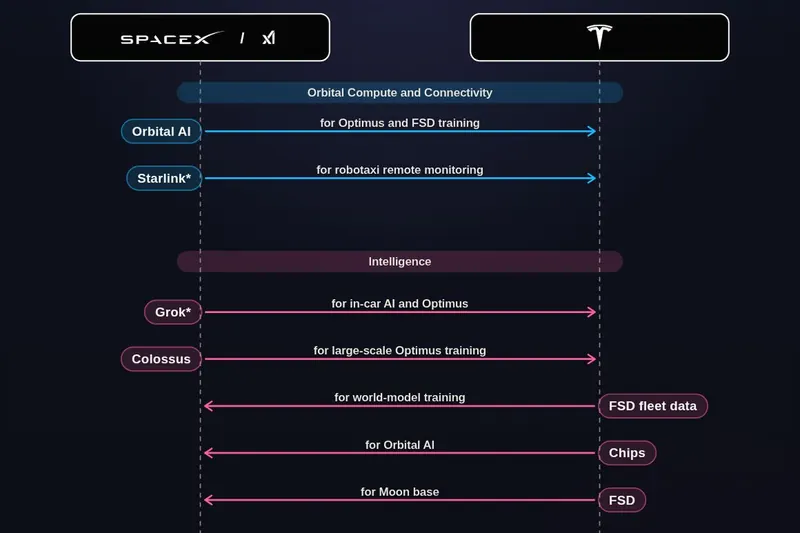 SPACEX / xI
Orbital Compute and Connectivity
Orbital AI for Optimus and FSD training
Starlink* for robotaxi remote monitoring
Intelligence
Grok* for in-car AI and Optimus
Colossus for large-scale Optimus training
for world-model training FSD fleet data
for Orbital AI Chips
for Moon base FSD